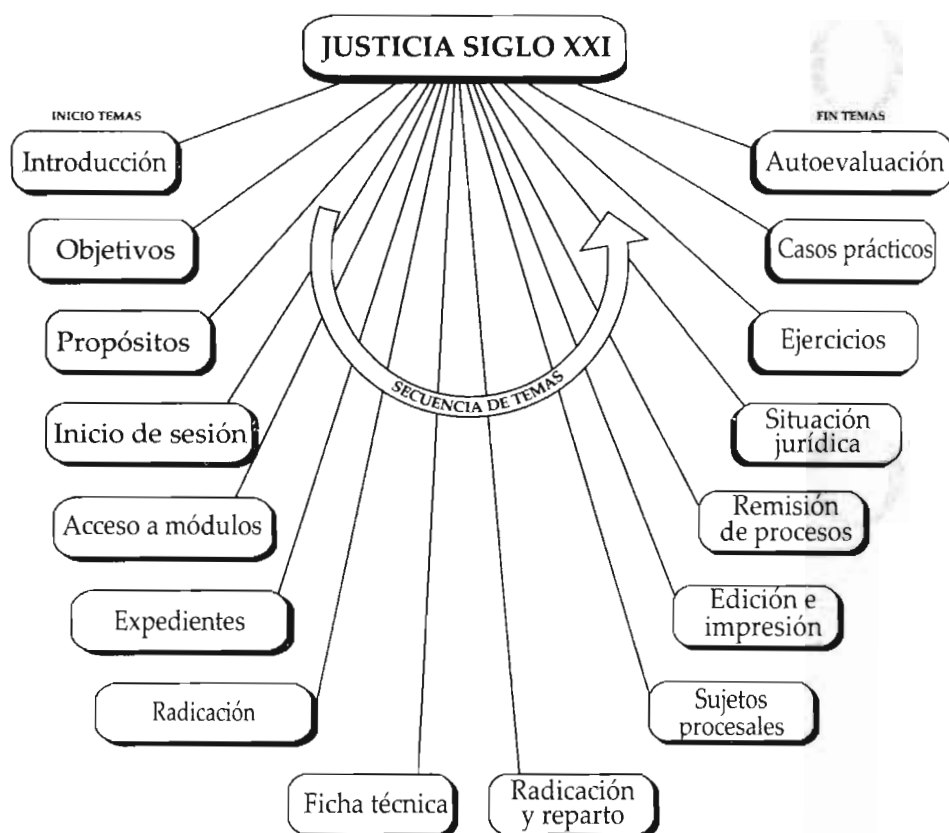 JUSTICIA SIGLO XXI
INICIO TEMAS
Introducción
Objetivos
Propósitos
Inicio de sesión
Acceso a módulos
Expedientes
Radicación
Ficha técnica
Radicación
y reparto
Sujetos
procesales
Edición e
impresión
Remisión
de procesos
Situación
jurídica
Ejercicios
Casos prácticos
Autoevaluación
FIN TEMAS
SECUENCIA DE TEMAS